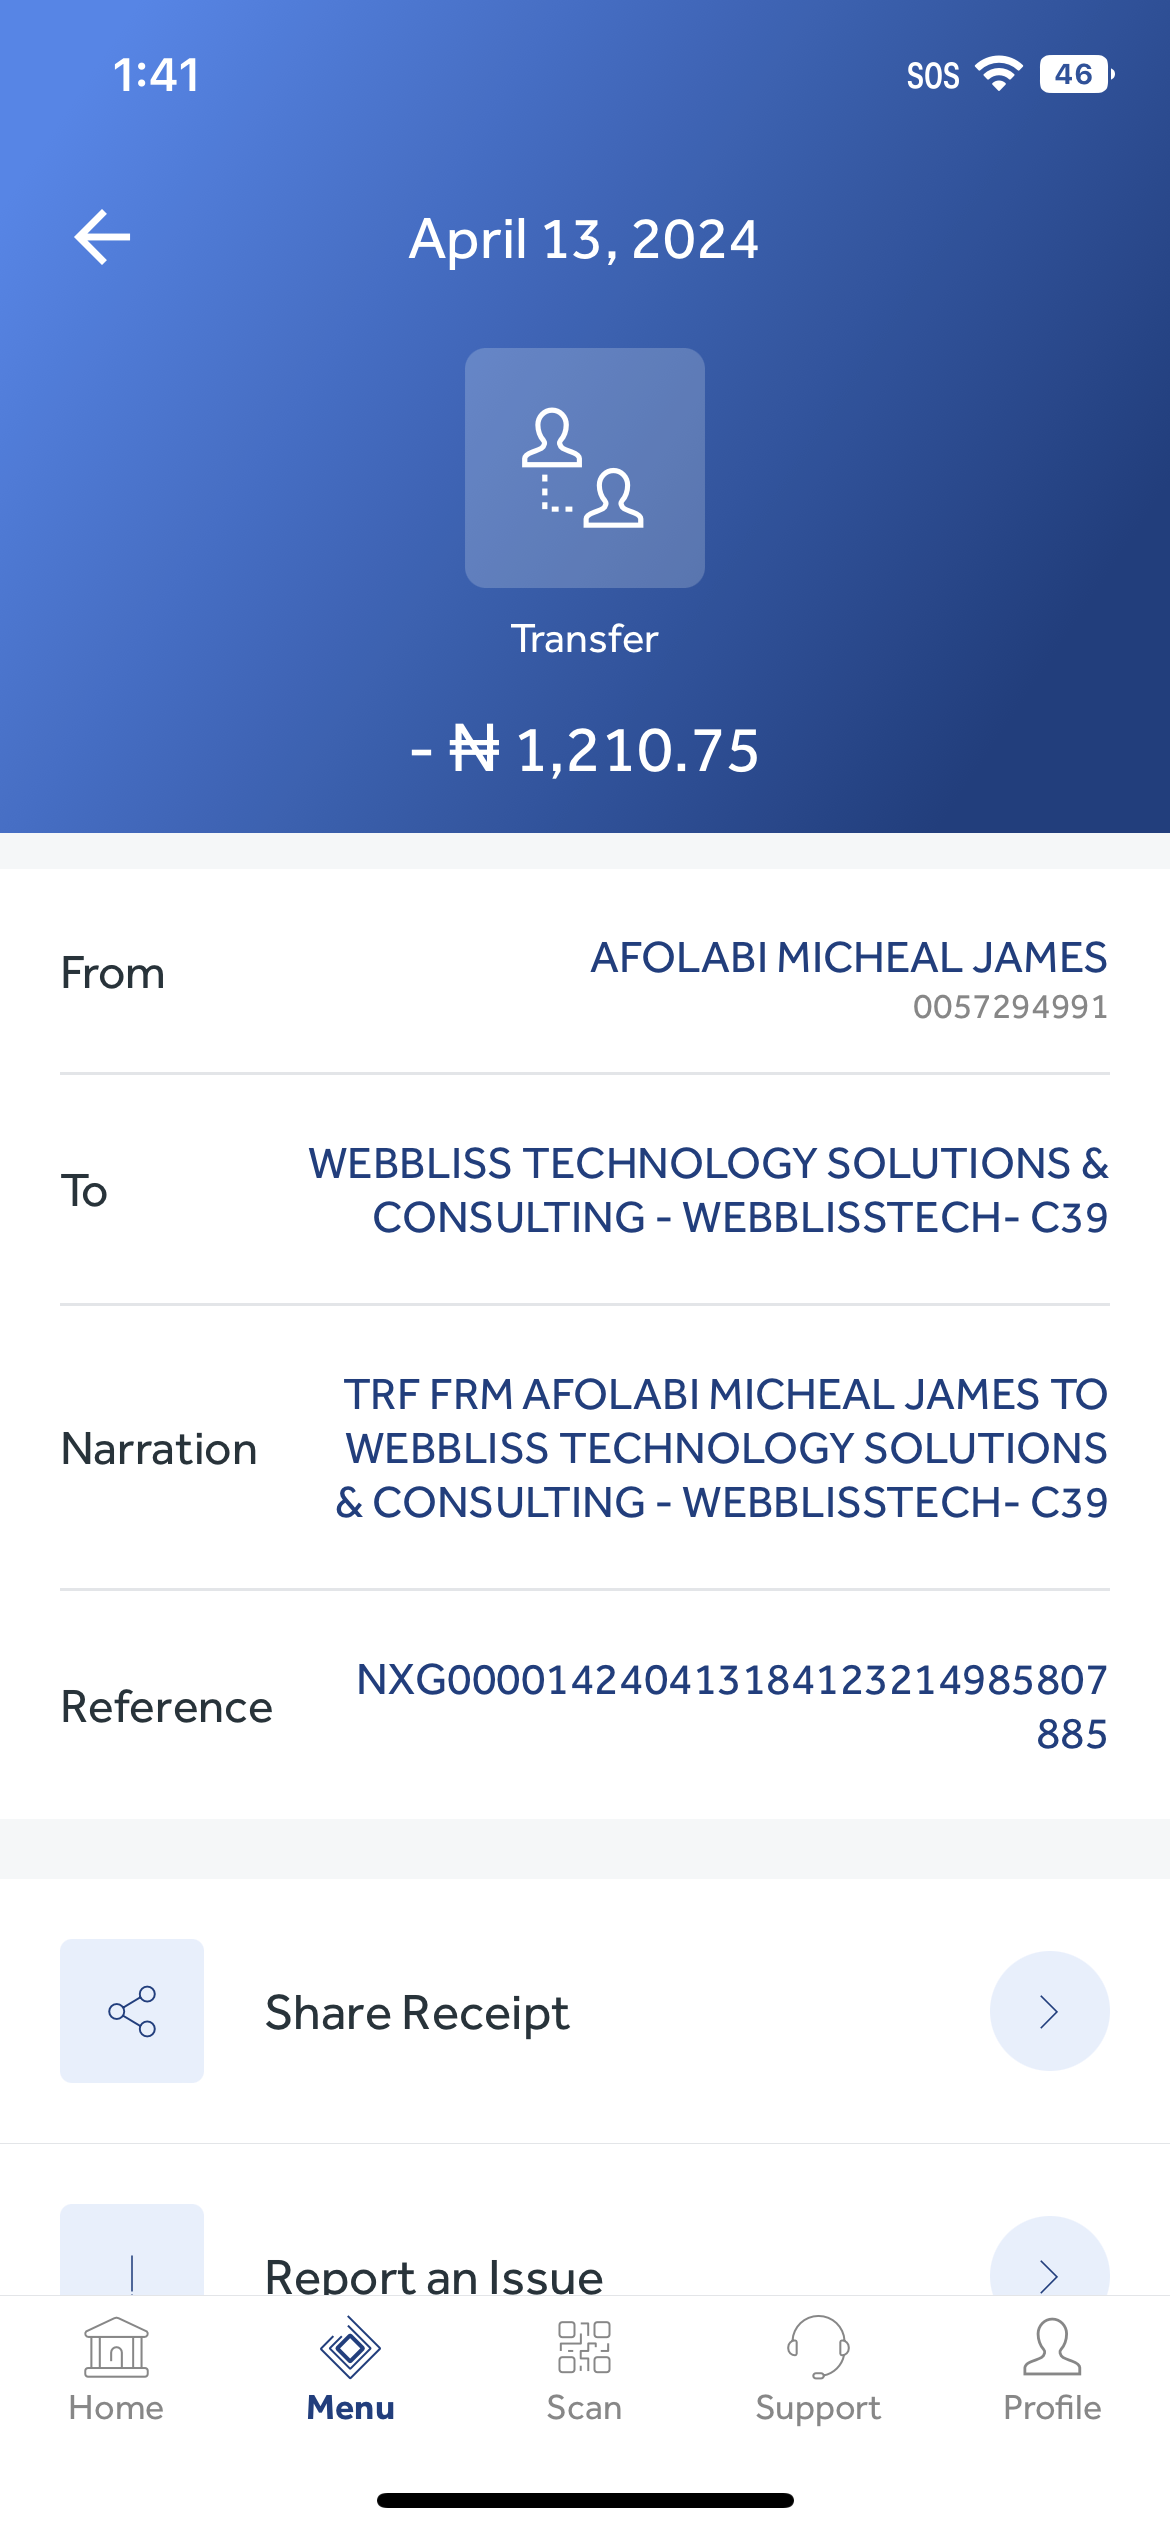 1:41
SOS
46
April 13, 2024
Transfer
- ₦ 1,210.75
From
AFOLABI MICHEAL JAMES
0057294991
To
WEBBLISS TECHNOLOGY SOLUTIONS &
CONSULTING - WEBBLISSTECH- C39
Narration
TRF FRM AFOLABI MICHEAL JAMES TO
WEBBLISS TECHNOLOGY SOLUTIONS
& CONSULTING - WEBBLISSTECH- C39
Reference
NXG000014240413184123214985807
885
Share Receipt
Report an Issue
Home
Menu
Scan
Support
Profile